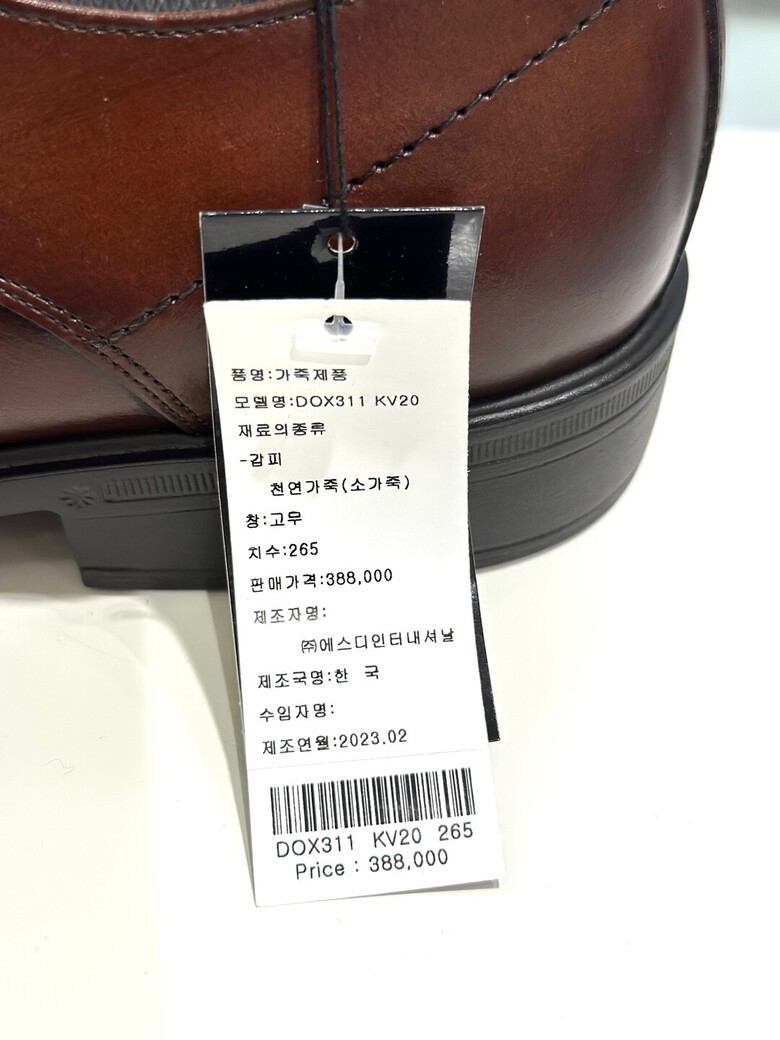 품명:가죽제품
모델명:DOX311 KV20
재료의종류
-갑피
천연가죽(소가죽)
창:고무
치수:265
판매가격:388,000
제조자명:
㈜에스디인터내셔날
제조국명:한 국
수입자명:
제조연월:2023.02
DOX311 KV20 265
Price : 388,000